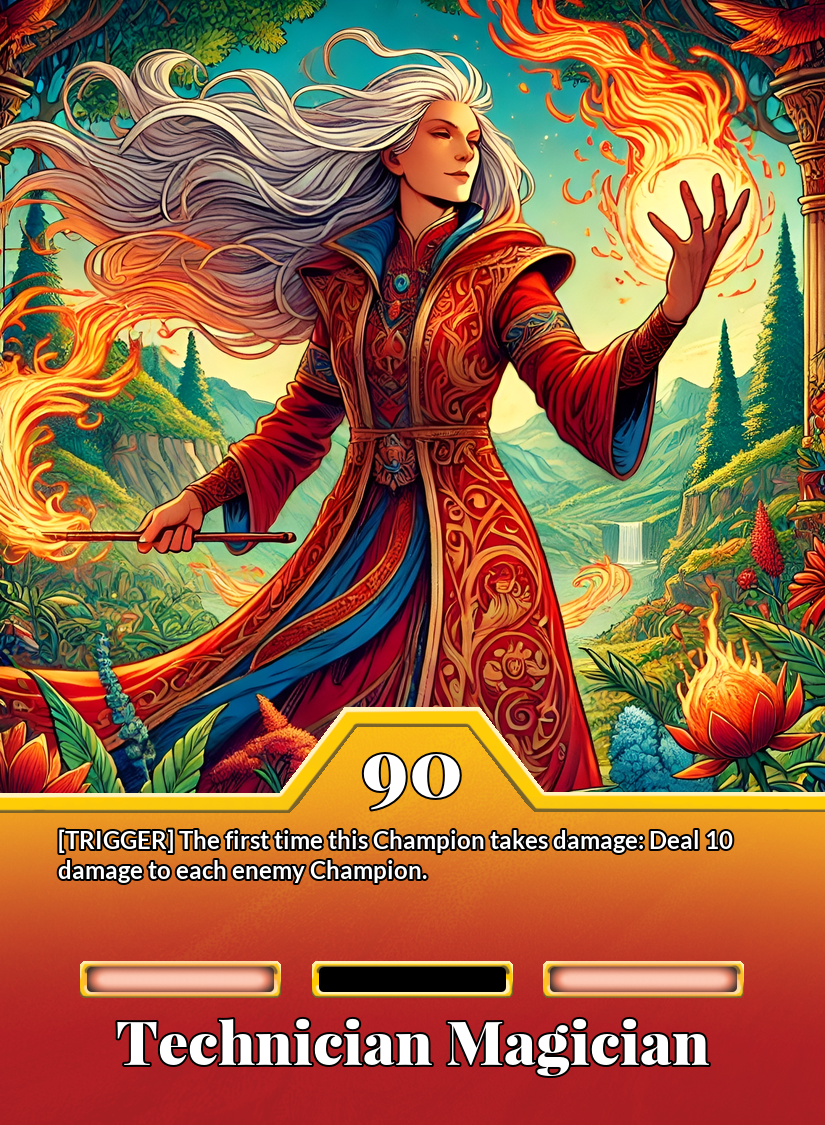 90
[TRIGGER] The first time this Champion takes damage: Deal 10
damage to each enemy Champion.
Technician Magician